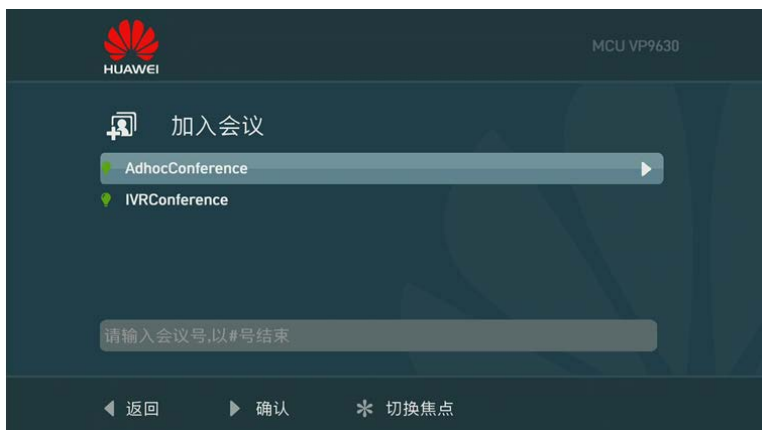 HUAWEI
MCU VP9630
加入会议
AdhocConference
IVRConference
请输入会议号,以#号结束
返回 确认 切换焦点